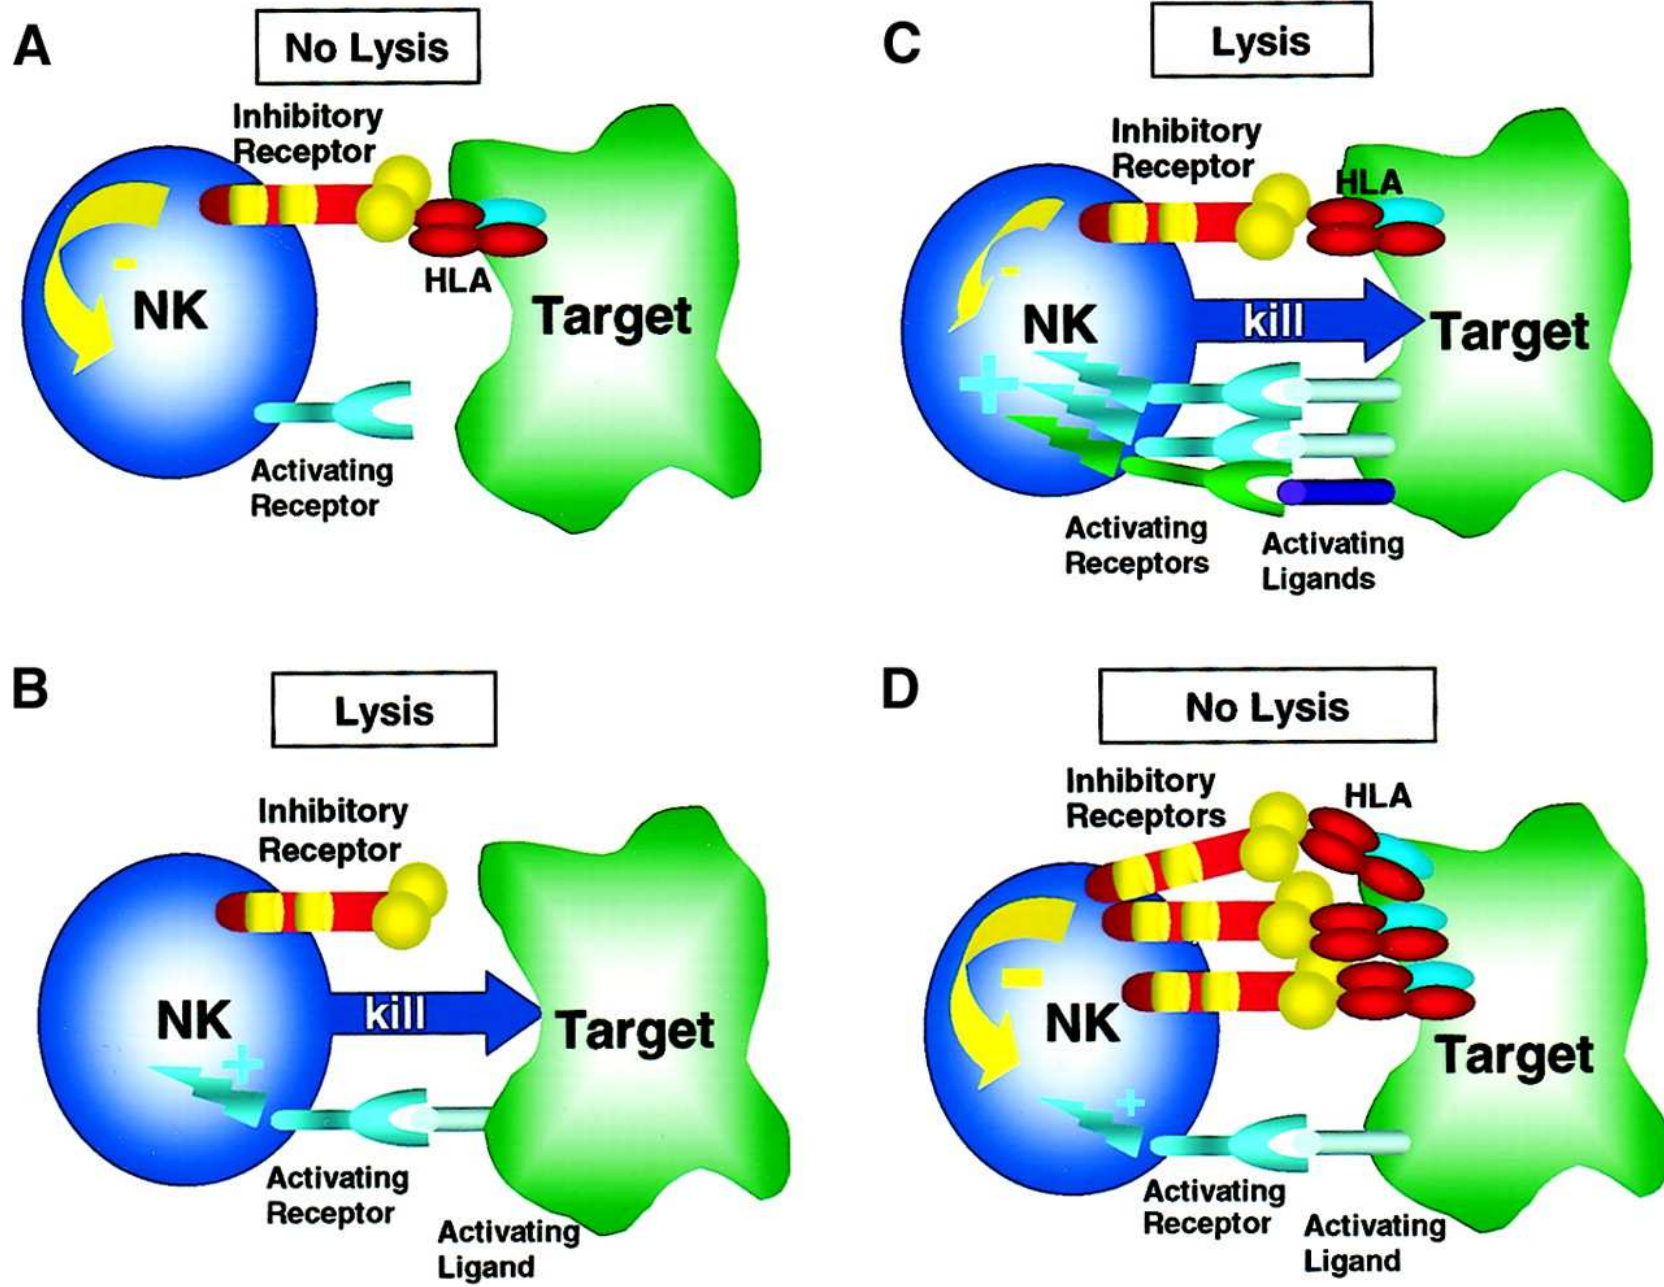 A
No Lysis
Inhibitory
Receptor
HLA
NK
Target
Activating
Receptor
B
Lysis
Inhibitory
Receptor
NK
kill
Target
+
Activating
Receptor
Activating
Ligand
C
Lysis
Inhibitory
Receptor
HLA
-
NK
kill
Target
+
Activating
Receptors
Activating
Ligands
D
No Lysis
Inhibitory
Receptors
HLA
-
NK
Target
+
Activating
Receptor
Activating
Ligand